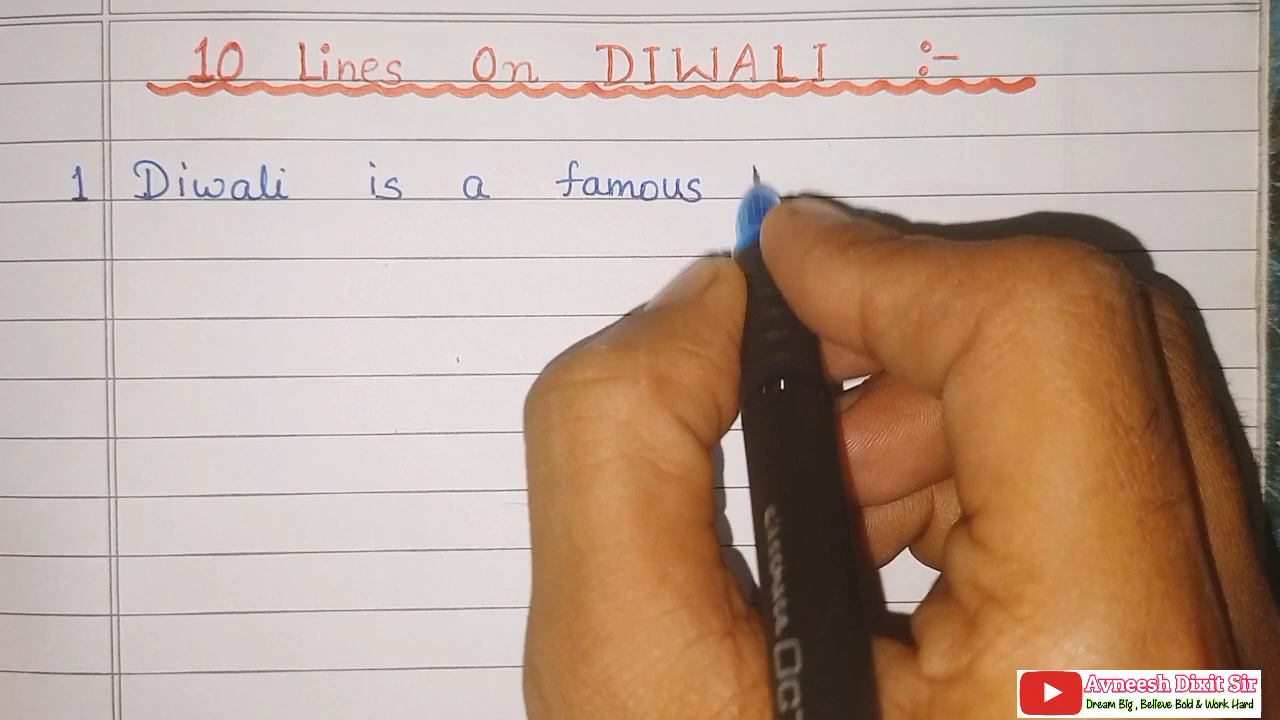 10 Lines On DIWALI :-
1 Diwali is a famous
Avneesh Dixit Sir
Dream Big , Believe Bold & Work Hard